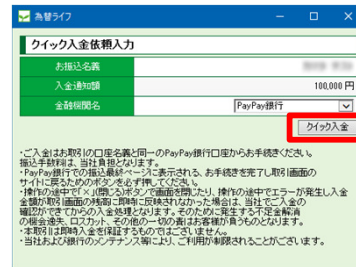 為替ライフ
クイック入金依頼入力
お振込名義
入金通知額 100,000 円
金融機関名 PayPay銀行
クイック入金
・ご入金はお取引の口座名義と同一のPayPay銀行口座からお手続きください。
振込手数料は、当社負担となります。
・PayPay銀行での振込最終ページに表示される、お手続きを完了し取引画面の
サイトに戻るためのボタンを必ず押してください。
・操作の途中で「×」(閉じる)ボタンで画面を閉じたり、操作の途中でエラーが発生し入金
金額が取引画面の残高に即時に反映されなかった場合は、当社でご入金の
確認ができてからの入金処理となります。そのために発生する不足金解消
の機会逸失、ロスカット、その他の一切の責はお客様が負うものとなります。
・本取引は即時入金を保証するものではございません。
・当社および銀行のメンテナンス等により、ご利用が制限されることがございます。